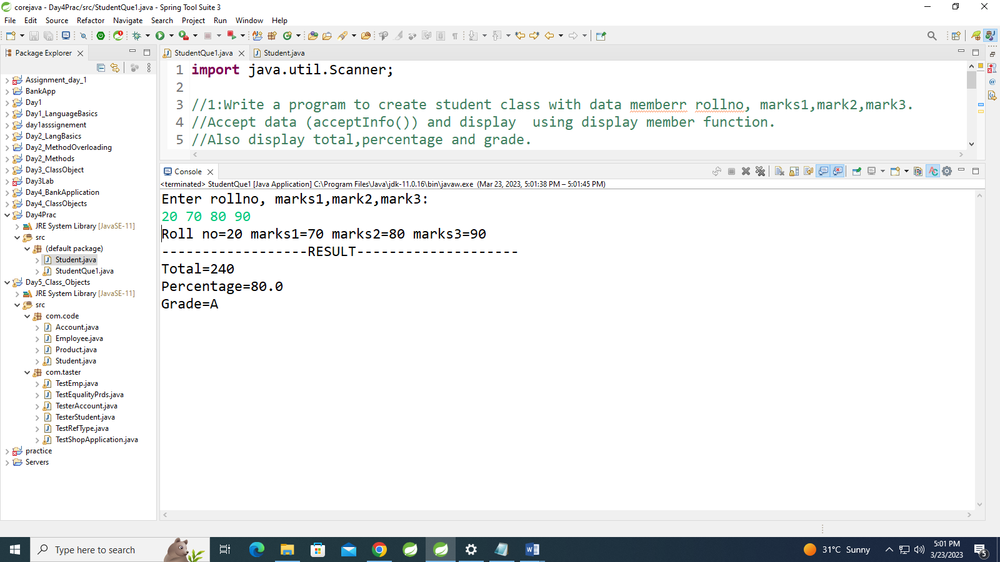 corejava - Day4Prac/src/StudentQue1.java - Spring Tool Suite 3
File Edit Source Refactor Navigate Search Project Run Window Help
Package Explorer
Assignment_day_1
BankApp
Day1
Day1_LanguageBasics
day1asssignement
Day2_LangBasics
Day2_MethodOverloading
Day2_Methods
Day3_ClassObject
Day3Lab
Day4_BankApplication
Day4_ClassObjects
Day4Prac
JRE System Library [JavaSE-11]
src
(default package)
Student.java
StudentQue1.java
Day5_Class_Objects
JRE System Library [JavaSE-11]
src
com.code
Account.java
Employee.java
Product.java
Student.java
com.taster
TestEmp.java
TestEqualityPrds.java
TesterAccount.java
TesterStudent.java
TestRefType.java
TestShopApplication.java
practice
Servers
StudentQue1.java Student.java
1 import java.util.Scanner;
2
3 //1:Write a program to create student class with data memberr rollno, marks1,mark2,mark3.
4 //Accept data (acceptInfo()) and display  using display member function.
5 //Also display total,percentage and grade.
Console
<terminated> StudentQue1 [Java Application] C:\Program Files\Java\jdk-11.0.16\bin\javaw.exe (Mar 23, 2023, 5:01:38 PM – 5:01:45 PM)
Enter rollno, marks1,mark2,mark3:
20 70 80 90
Roll no=20 marks1=70 marks2=80 marks3=90
------------------RESULT--------------------
Total=240
Percentage=80.0
Grade=A
Type here to search
31°C Sunny
5:01 PM
3/23/2023
5